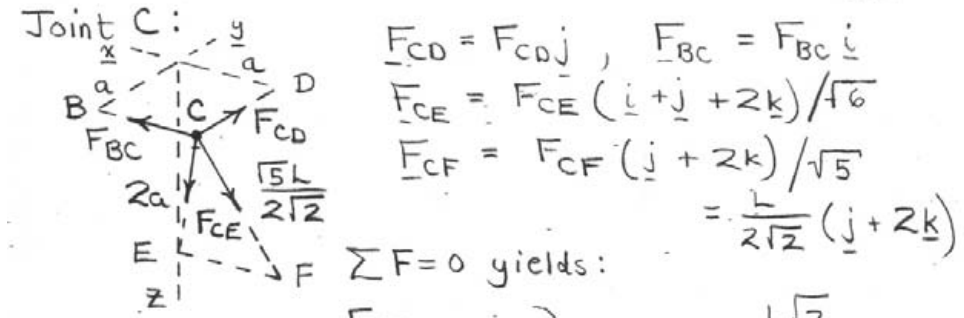 Joint C:
x y
a a
B D
C
F_BC F_CD
2a √5L/2√2
F_CE
E F
z
F_CD = F_CD j , F_BC = F_BC i
F_CE = F_CE (i + j + 2k)/√6
F_CF = F_CF (j + 2k)/√5
= L/2√2 (j + 2k)
ΣF=0 yields: